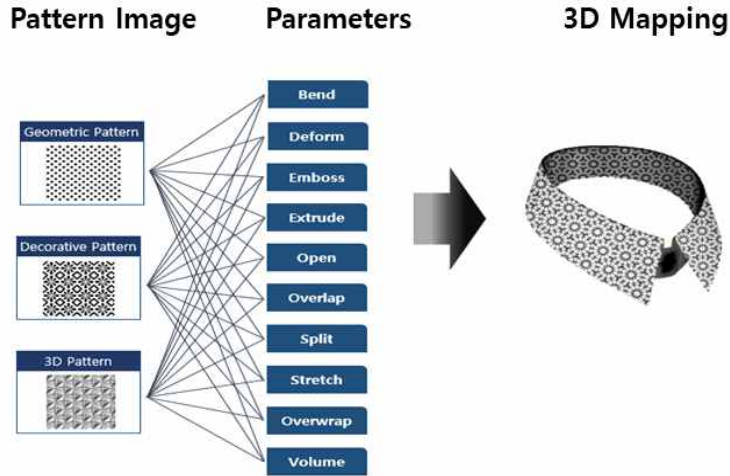 Pattern Image
Parameters
3D Mapping
Geometric Pattern
Decorative Pattern
3D Pattern
Bend
Deform
Emboss
Extrude
Open
Overlap
Split
Stretch
Overwrap
Volume